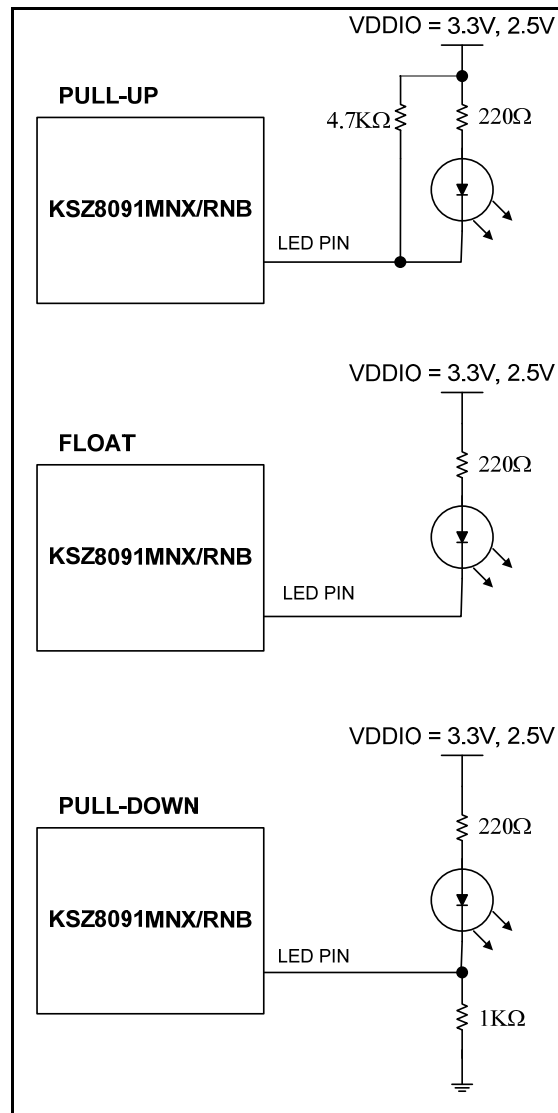 VDDIO = 3.3V, 2.5V
PULL-UP
4.7KΩ
220Ω
KSZ8091MNX/RNB
LED PIN
VDDIO = 3.3V, 2.5V
FLOAT
220Ω
KSZ8091MNX/RNB
LED PIN
VDDIO = 3.3V, 2.5V
PULL-DOWN
220Ω
KSZ8091MNX/RNB
LED PIN
1KΩ